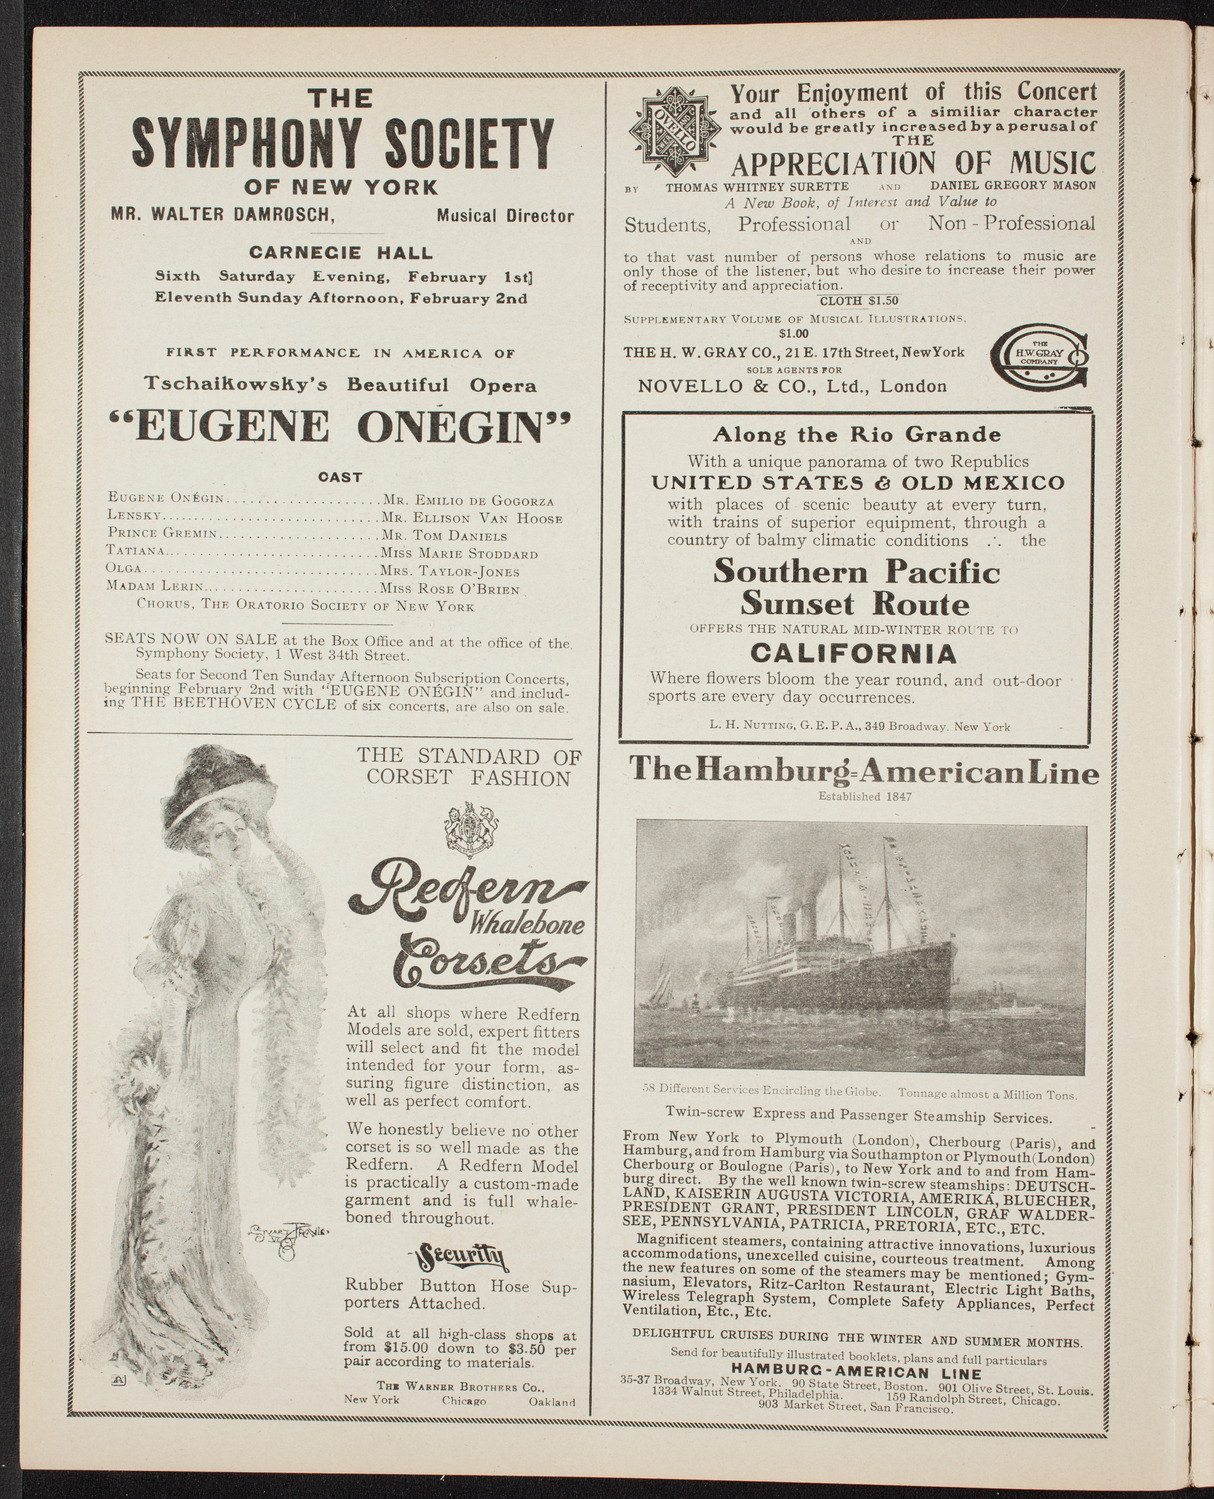 THE
SYMPHONY SOCIETY
OF NEW YORK
MR. WALTER DAMROSCH, Musical Director
CARNEGIE HALL
Sixth Saturday Evening, February 1st]
Eleventh Sunday Afternoon, February 2nd
FIRST PERFORMANCE IN AMERICA OF
Tschaikowsky's Beautiful Opera
"EUGENE ONÉGIN"
CAST
EUGENE ONÉGIN....................MR. EMILIO DE GOGORZA
LENSKY............................MR. ELLISON VAN HOOSE
PRINCE GREMIN.....................MR. TOM DANIELS
TATIANA............................MISS MARIE STODDARD
OLGA..............................MRS. TAYLOR-JONES
MADAM LERIN.......................MISS ROSE O'BRIEN
CHORUS, THE ORATORIO SOCIETY OF NEW YORK
SEATS NOW ON SALE at the Box Office and at the office of the
Symphony Society, 1 West 34th Street.
Seats for Second Ten Sunday Afternoon Subscription Concerts,
beginning February 2nd with "EUGENE ONÉGIN" and includ-
ing THE BEETHOVEN CYCLE of six concerts, are also on sale.
THE STANDARD OF
CORSET FASHION
Redfern
Whalebone
Corsets
At all shops where Redfern
Models are sold, expert fitters
will select and fit the model
intended for your form, as-
suring figure distinction, as
well as perfect comfort.
We honestly believe no other
corset is so well made as the
Redfern. A Redfern Model
is practically a custom-made
garment and is full whale-
boned throughout.
Security
Rubber Button Hose Sup-
porters Attached.
Sold at all high-class shops at
from $15.00 down to $3.50 per
pair according to materials.
THE WARNER BROTHERS CO.,
New York Chicago Oakland
A
NOVELLO
Your Enjoyment of this Concert
and all others of a similiar character
would be greatly increased by a perusal of
THE
APPRECIATION OF MUSIC
BY THOMAS WHITNEY SURETTE AND DANIEL GREGORY MASON
A New Book, of Interest and Value to
Students, Professional or Non - Professional
AND
to that vast number of persons whose relations to music are
only those of the listener, but who desire to increase their power
of receptivity and appreciation.
CLOTH $1.50
SUPPLEMENTARY VOLUME OF MUSICAL ILLUSTRATIONS,
$1.00
THE H. W. GRAY CO., 21 E. 17th Street, NewYork
SOLE AGENTS FOR
NOVELLO & CO., Ltd., London
THE
H.W. GRAY
COMPANY
Along the Rio Grande
With a unique panorama of two Republics
UNITED STATES & OLD MEXICO
with places of scenic beauty at every turn,
with trains of superior equipment, through a
country of balmy climatic conditions .·. the
Southern Pacific
Sunset Route
OFFERS THE NATURAL MID-WINTER ROUTE TO
CALIFORNIA
Where flowers bloom the year round, and out-door
sports are every day occurrences.
L. H. NUTTING, G. E. P. A., 349 Broadway, New York
The Hamburg=American Line
Established 1847
58 Different Services Encircling the Globe. Tonnage almost a Million Tons.
Twin-screw Express and Passenger Steamship Services.
From New York to Plymouth (London), Cherbourg (Paris), and
Hamburg, and from Hamburg via Southampton or Plymouth (London)
Cherbourg or Boulogne (Paris), to New York and to and from Ham-
burg direct. By the well known twin-screw steamships: DEUTSCH-
LAND, KAISERIN AUGUSTA VICTORIA, AMERIKA, BLUECHER,
PRESIDENT GRANT, PRESIDENT LINCOLN, GRAF WALDER-
SEE, PENNSYLVANIA, PATRICIA, PRETORIA, ETC., ETC.
Magnificent steamers, containing attractive innovations, luxurious
accommodations, unexcelled cuisine, courteous treatment. Among
the new features on some of the steamers may be mentioned; Gym-
nasium, Elevators, Ritz-Carlton Restaurant, Electric Light Baths,
Wireless Telegraph System, Complete Safety Appliances, Perfect
Ventilation, Etc., Etc.
DELIGHTFUL CRUISES DURING THE WINTER AND SUMMER MONTHS.
Send for beautifully illustrated booklets, plans and full particulars
HAMBURG-AMERICAN LINE
35-37 Broadway, New York. 90 State Street, Boston. 901 Olive Street, St. Louis.
1334 Walnut Street, Philadelphia. 159 Randolph Street, Chicago.
903 Market Street, San Francisco.